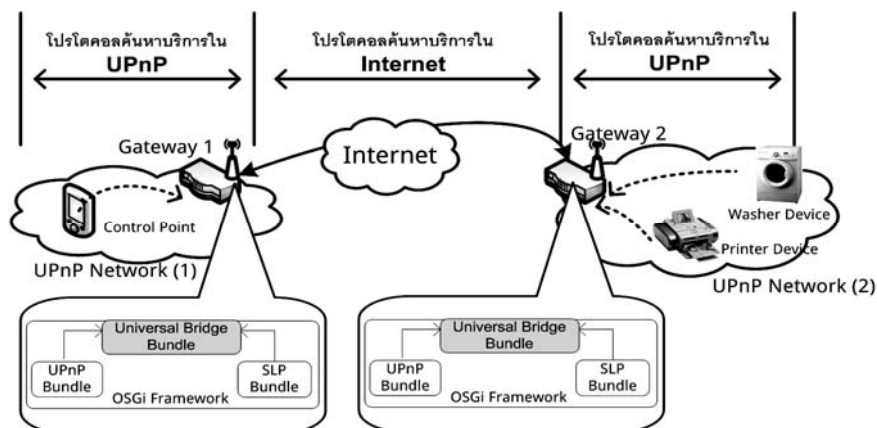 โปรโตคอลค้นหาบริการใน
UPnP
โปรโตคอลค้นหาบริการใน
Internet
โปรโตคอลค้นหาบริการใน
UPnP
Gateway 1
Internet
Gateway 2
Control Point
UPnP Network (1)
Washer Device
Printer Device
UPnP Network (2)
Universal Bridge
Bundle
UPnP
Bundle
SLP
Bundle
OSGi Framework
Universal Bridge
Bundle
UPnP
Bundle
SLP
Bundle
OSGi Framework